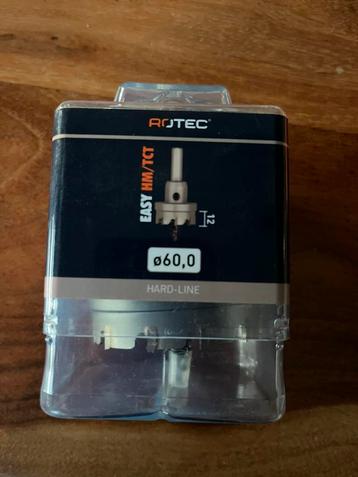 ROTEC®
EASY HM/TCT
12
ø60,0
HARD-LINE